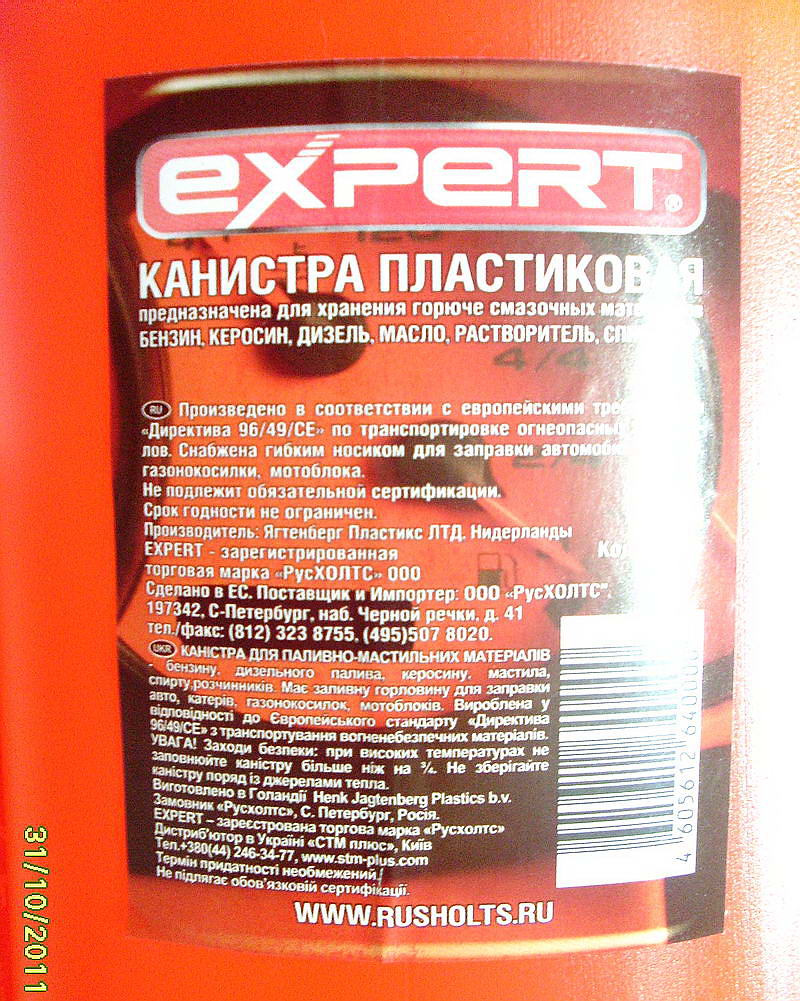 EXPERT®
КАНИСТРА ПЛАСТИКОВАЯ
предназначена для хранения горюче смазочных
БЕНЗИН, КЕРОСИН, ДИЗЕЛЬ, МАСЛО, РАСТВОРИТЕЛЬ,
RU Произведено в соответствии с европейскими
«Директива 96/49/СЕ» по транспортировке
лов. Снабжена гибким носиком для заправки
газонокосилки, мотоблока.
Не подлежит обязательной сертификации.
Срок годности не ограничен.
Производитель: Ягтенберг Пластикс ЛТД. Нидерланды
EXPERT - зарегистрированная
торговая марка «РусХОЛТС» ООО
Сделано в ЕС. Поставщик и Импортер: ООО «РусХОЛТС".
197342, С-Петербург, наб. Черной речки, д. 41
тел./факс: (812) 323 8755, (495)507 8020.
UKR КАНІСТРА ДЛЯ ПАЛИВНО-МАСТИЛЬНИХ МАТЕРІАЛІВ
- бензину, дизельного палива, керосину, мастила,
спирту,розчинників. Має заливну горловину для заправки
авто, катерів, газонокосилок, мотоблоків. Вироблена у
відповідності до Європейського стандарту «Директива
96/49/СЕ» з транспортування вогненебезпечних матеріалів.
УВАГА! Заходи безпеки: при високих температурах не
заповнюйте каністру більше ніж на ¾. Не зберігайте
каністру поряд із джерелами тепла.
Виготовлено в Голандії Henk Jagtenberg Plastics b.v.
Замовник «Русхолтс», С. Петербург, Росія.
EXPERT – зареєстрована торгова марка «Русхолтс»
Дистриб'ютор в Україні «СТМ плюс», Київ
Тел.+380(44) 246-34-77, www.stm-plus.com
Термін придатності необмежений/
Не підлягає обов'язковій сертифікації.
WWW.RUSHOLTS.RU
4 605612 640000
31/10/2011